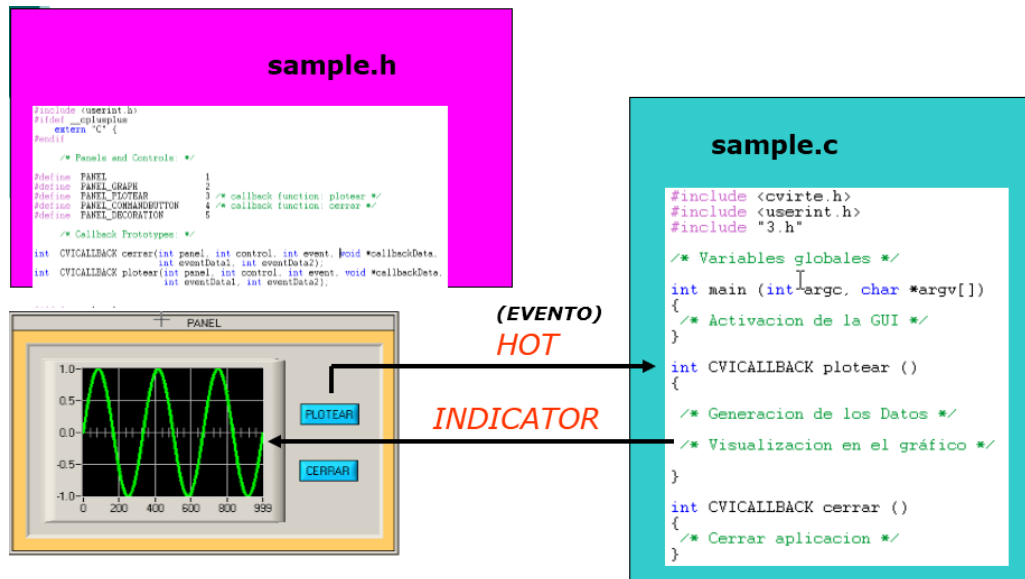 sample.h
#include <userint.h>
#ifdef __cplusplus
extern "C" {
#endif
/* Panels and Controls: */
#define PANEL 1
#define PANEL_GRAPH 2
#define PANEL_PLOTEAR 3 /* callback function: plotear */
#define PANEL_COMMANDBUTTON 4 /* callback function: cerrar */
#define PANEL_DECORATION 5
/* Callback Prototypes: */
int CVICALLBACK cerrar(int panel, int control, int event, void *callbackData,
int eventData1, int eventData2);
int CVICALLBACK plotear(int panel, int control, int event, void *callbackData,
int eventData1, int eventData2);
PANEL
1.0
0.5
0.0
-0.5
-1.0
0 200 400 600 800 999
PLOTEAR
CERRAR
(EVENTO)
HOT
INDICATOR
sample.c
#include <cvirte.h>
#include <userint.h>
#include "3.h"
/* Variables globales */
int main (int argc, char *argv[])
{
/* Activacion de la GUI */
}
int CVICALLBACK plotear ()
{
/* Generacion de los Datos */
/* Visualizacion en el gráfico */
}
int CVICALLBACK cerrar ()
{
/* Cerrar aplicacion */
}